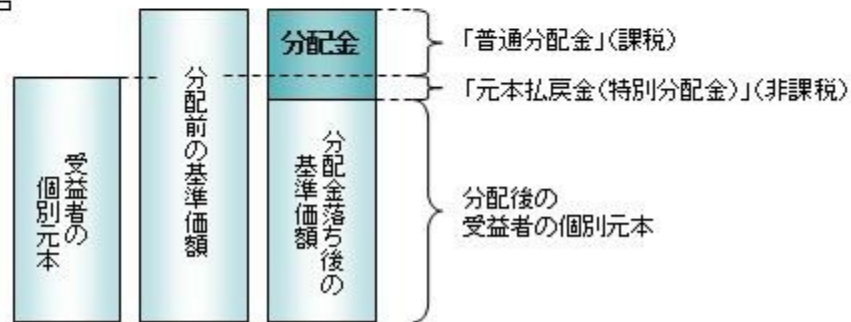 受益者の
個別元本
分配前の基準価額
分配金
分配金落ち後の
基準価額
「普通分配金」(課税)
「元本払戻金(特別分配金)」(非課税)
分配後の
受益者の個別元本